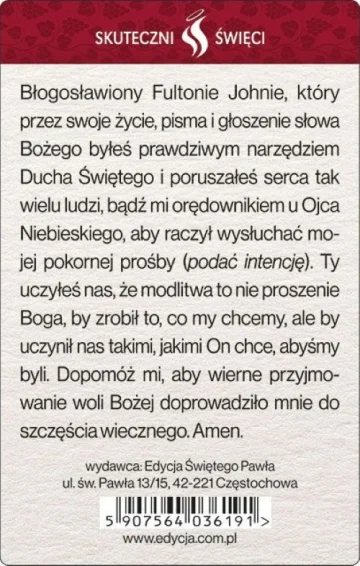 SKUTECZNI ŚWIĘCI
Błogosławiony Fultonie Johnie, który
przez swoje życie, pisma i głoszenie słowa
Bożego byłeś prawdziwym narzędziem
Ducha Świętego i poruszałeś serca tak
wielu ludzi, bądź mi orędownikiem u Ojca
Niebieskiego, aby raczył wysłuchać mo-
jej pokornej prośby (podać intencję). Ty
uczyłeś nas, że modlitwa to nie proszenie
Boga, by zrobił to, co my chcemy, ale by
uczynił nas takimi, jakimi On chce, abyśmy
byli. Dopomóż mi, aby wierne przyjmo-
wanie woli Bożej doprowadziło mnie do
szczęścia wiecznego. Amen.
wydawca: Edycja Świętego Pawła
ul. św. Pawła 13/15, 42-221 Częstochowa
5 907564 036191 >
www.edycja.com.pl